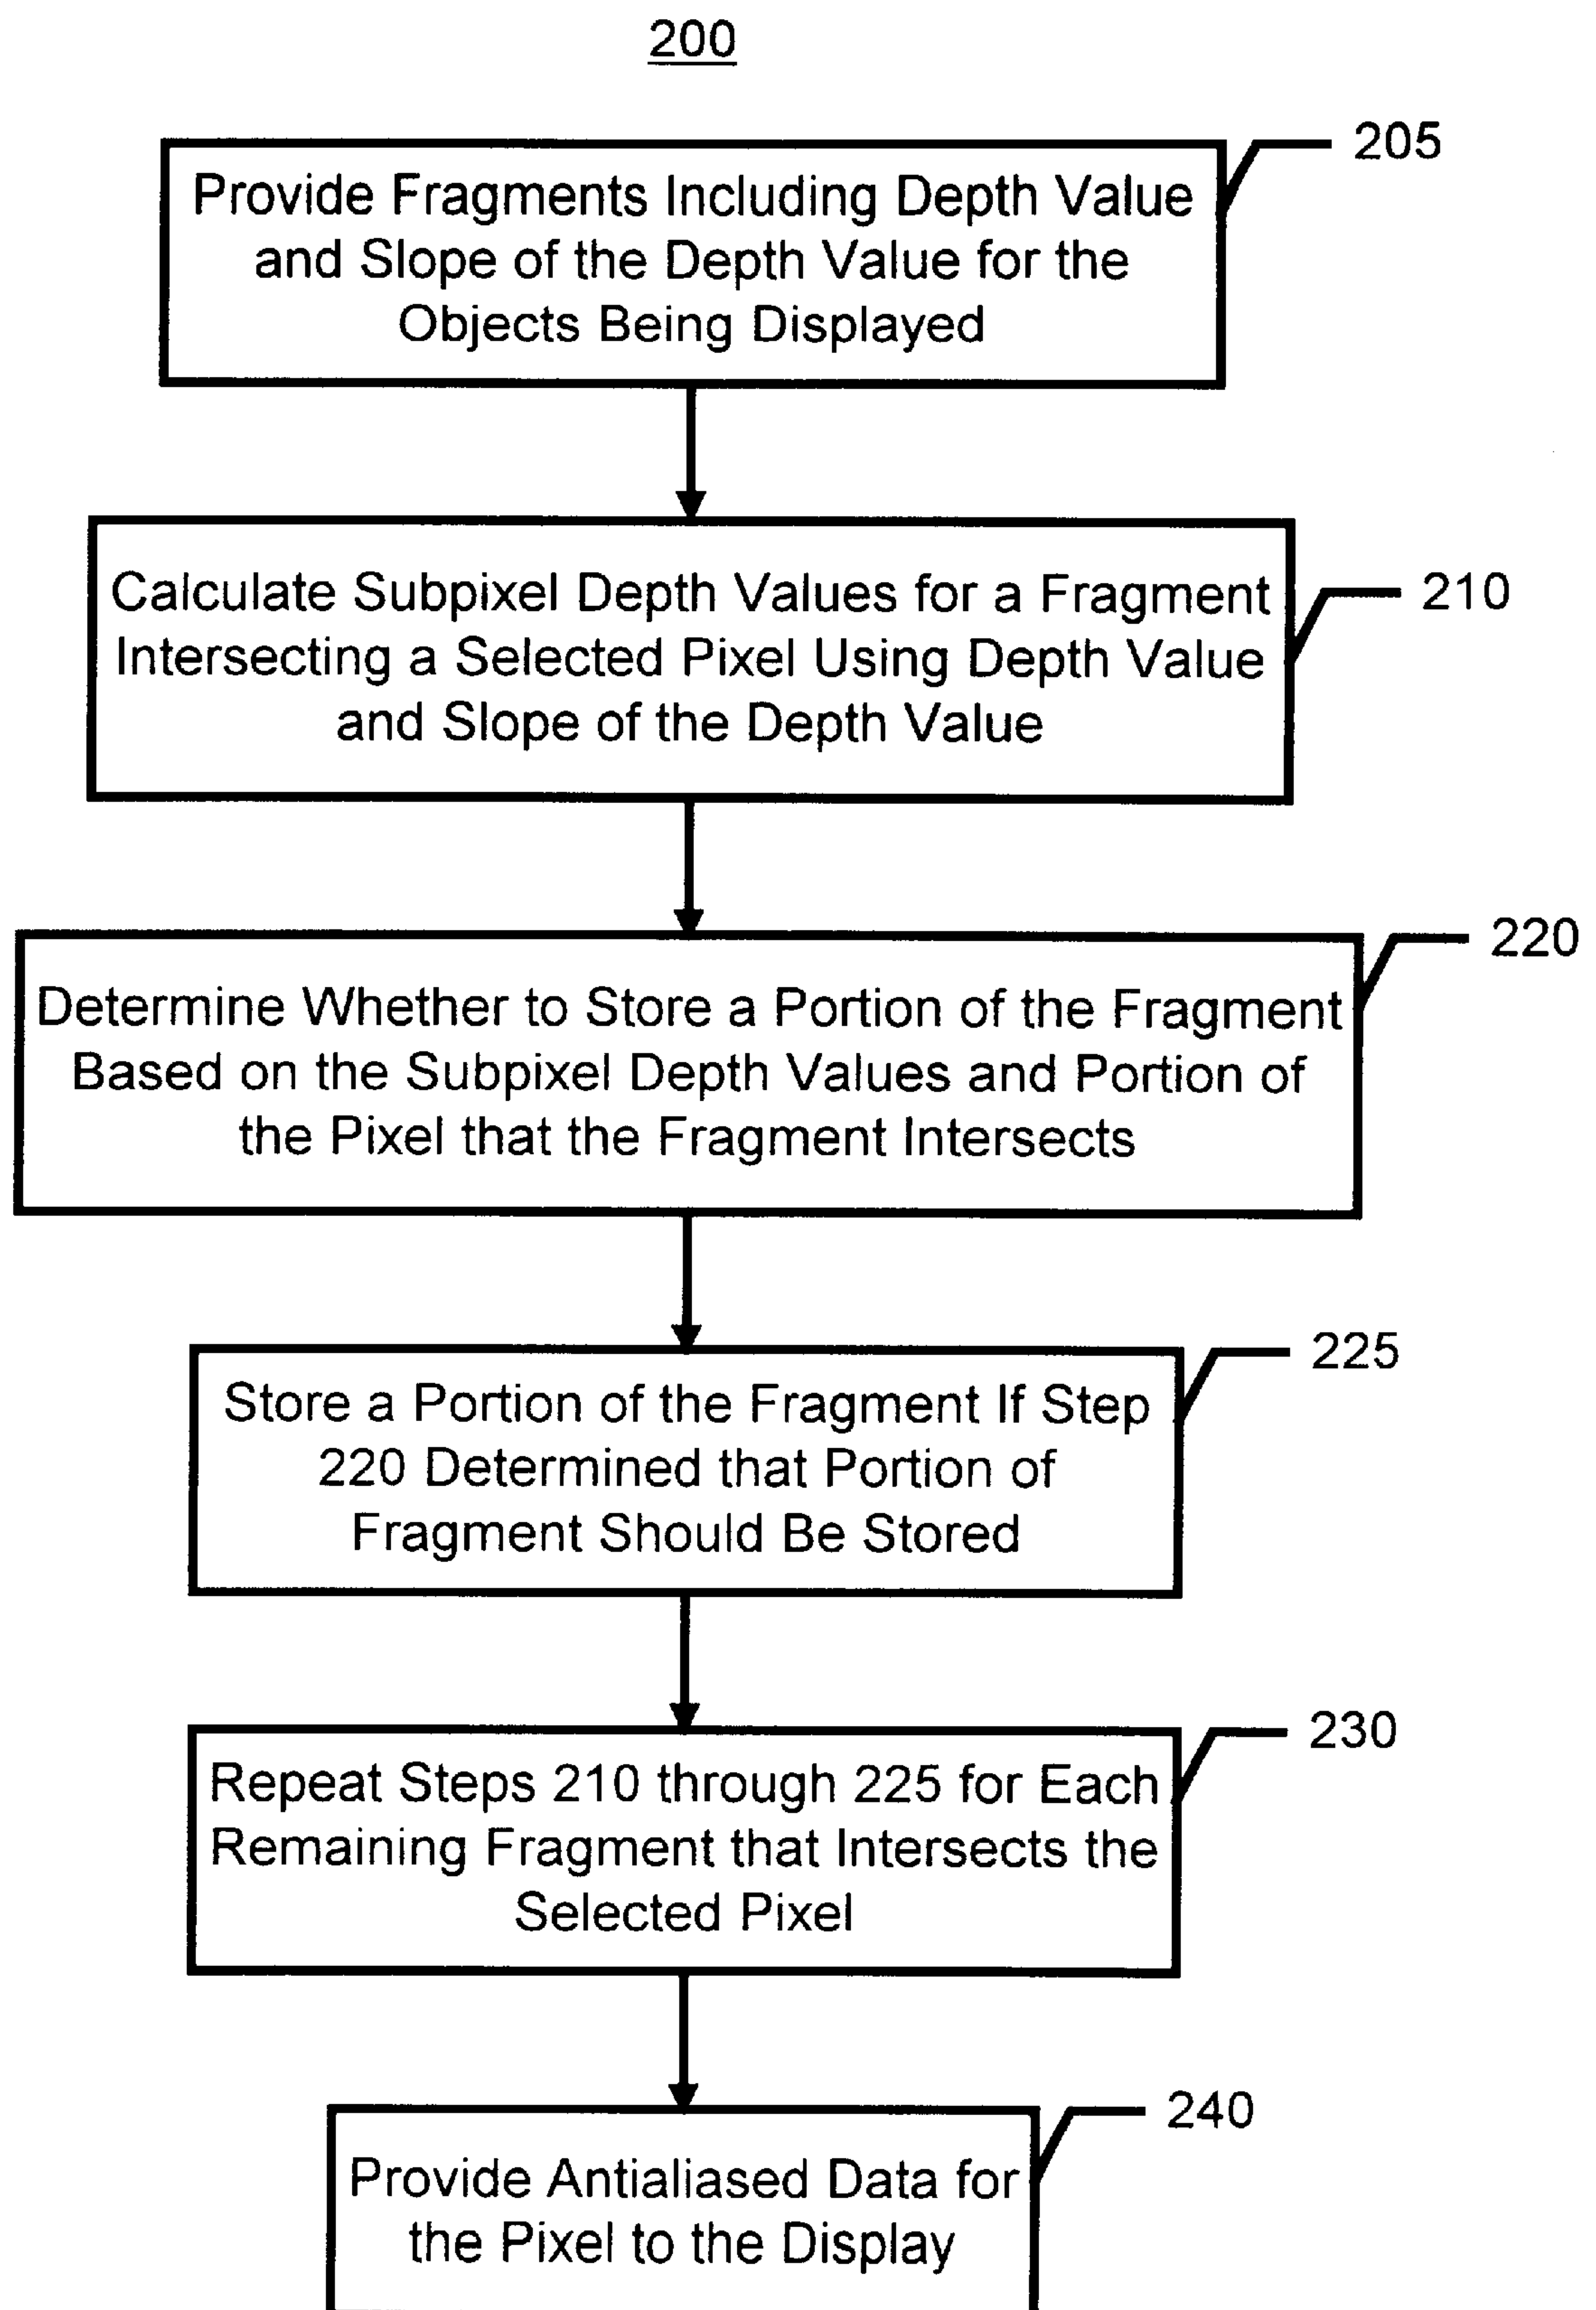 200
205
Provide Fragments Including Depth Value
and Slope of the Depth Value for the
Objects Being Displayed
Calculate Subpixel Depth Values for a Fragment
Intersecting a Selected Pixel Using Depth Value
and Slope of the Depth Value
210
220
Determine Whether to Store a Portion of the Fragment
Based on the Subpixel Depth Values and Portion of
the Pixel that the Fragment Intersects
225
Store a Portion of the Fragment If Step
220 Determined that Portion of
Fragment Should Be Stored
230
Repeat Steps 210 through 225 for Each
Remaining Fragment that Intersects the
Selected Pixel
240
Provide Antialiased Data for
the Pixel to the Display